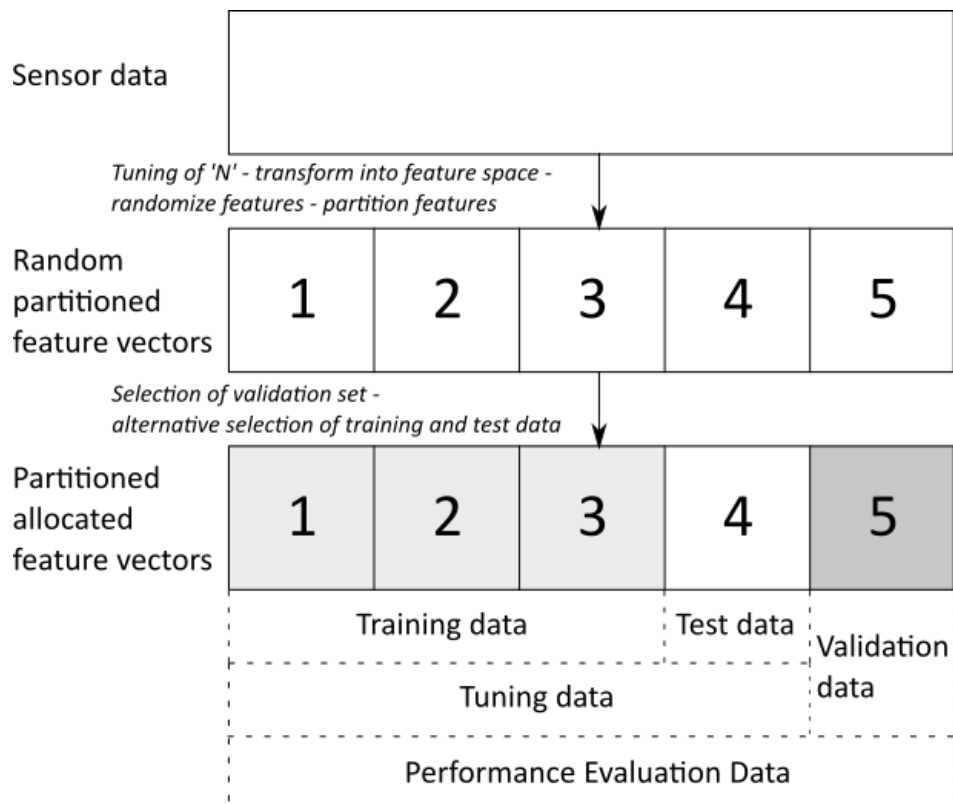 Sensor data
Tuning of 'N' - transform into feature space -
randomize features - partition features
Random
partitioned
feature vectors
1 2 3 4 5
Selection of validation set -
alternative selection of training and test data
Partitioned
allocated
feature vectors
1 2 3 4 5
Training data
Test data
Validation
data
Tuning data
Performance Evaluation Data